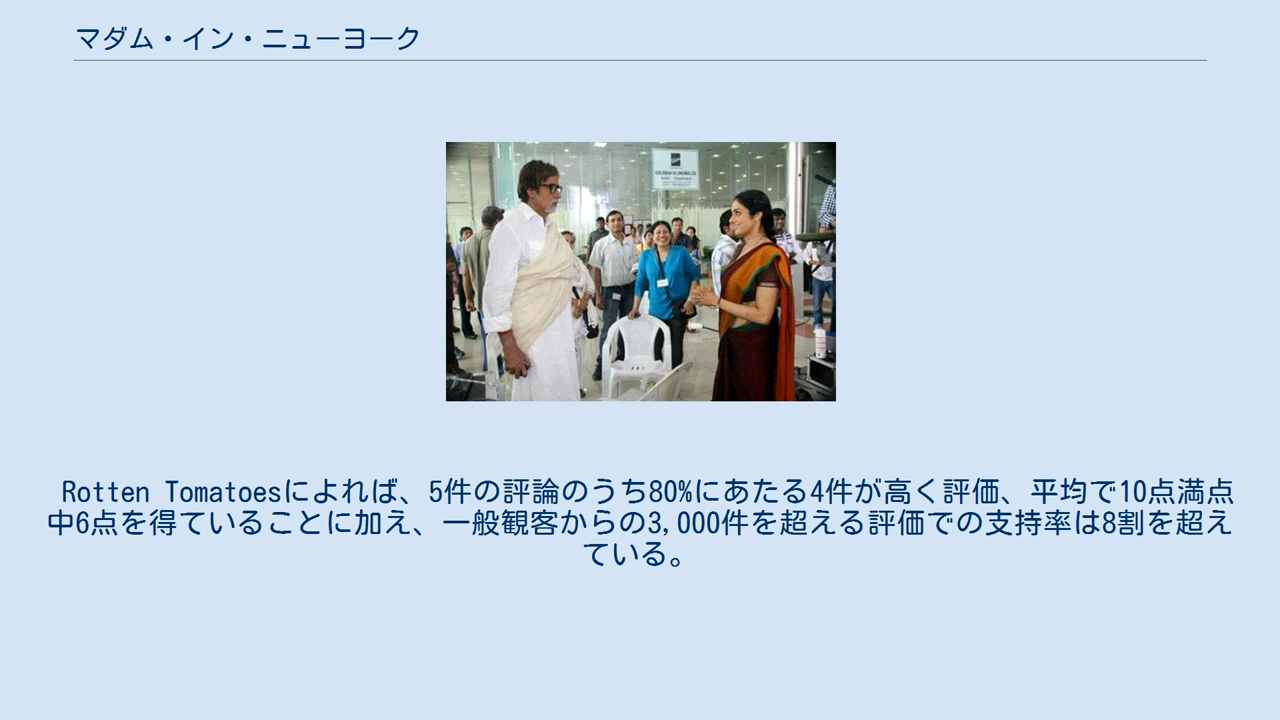 マダム・イン・ニューヨーク
KIRLOSKAR OIL ENGINES LTD
Rotten Tomatoesによれば、5件の評論のうち80%にあたる4件が高く評価、平均で10点満点
中6点を得ていることに加え、一般観客からの3,000件を超える評価での支持率は8割を超え
ている。